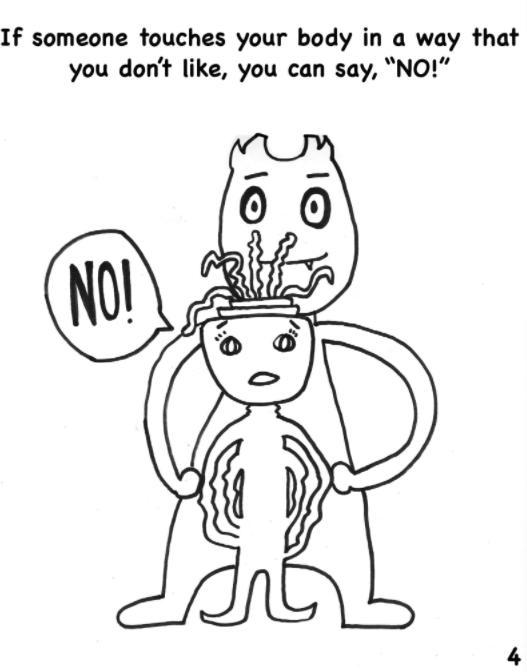 If someone touches your body in a way that
you don't like, you can say, "NO!"
NO!
4